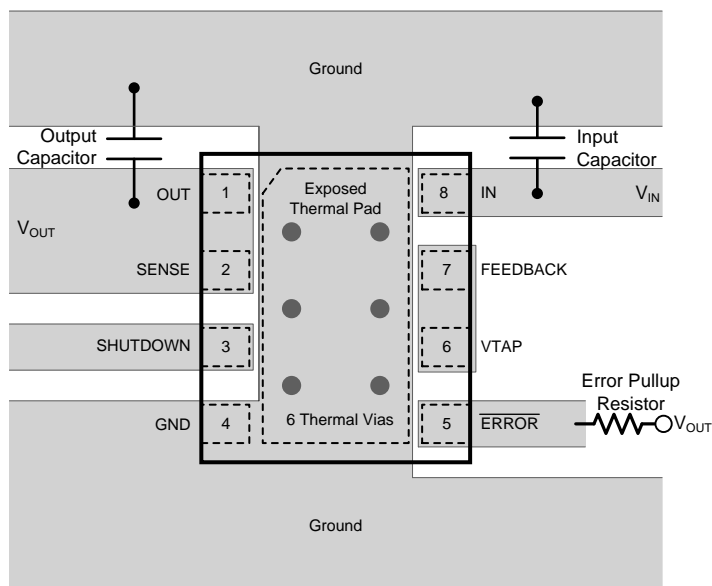 Ground
Output
Capacitor
Input
Capacitor
OUT
1
Exposed
Thermal Pad
8
IN
VIN
VOUT
SENSE
2
7
FEEDBACK
SHUTDOWN
3
6
VTAP
Error Pullup
Resistor
GND
4
6 Thermal Vias
5
ERROR
VOUT
Ground